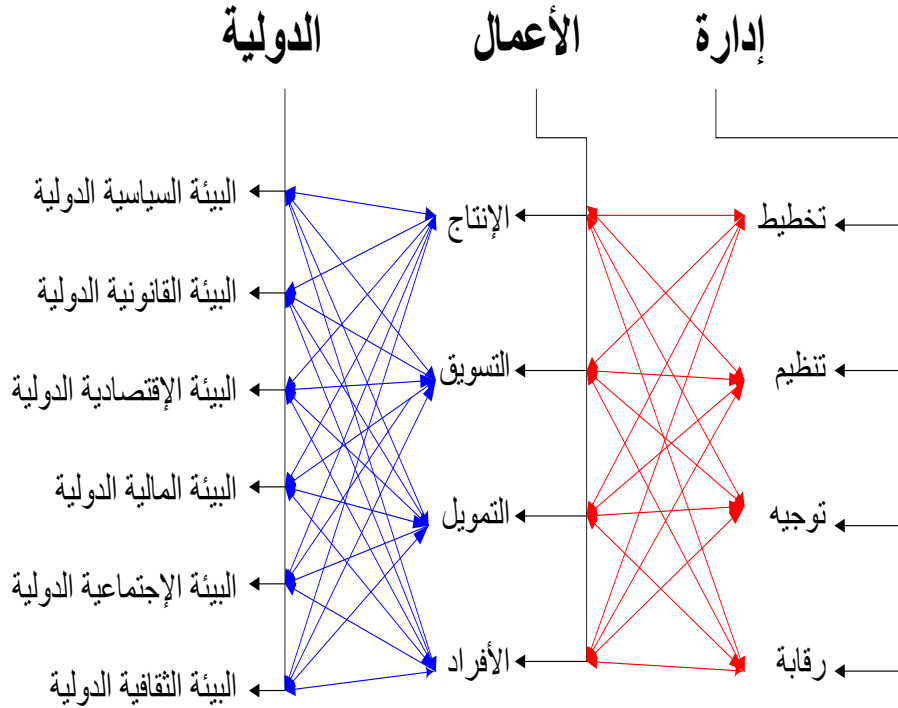 إدارة
الأعمال
الدولية
تخطيط
تنظيم
توجيه
رقابة
الإنتاج
التسويق
التمويل
الأفراد
البيئة السياسية الدولية
البيئة القانونية الدولية
البيئة الإقتصادية الدولية
البيئة المالية الدولية
البيئة الإجتماعية الدولية
البيئة الثقافية الدولية